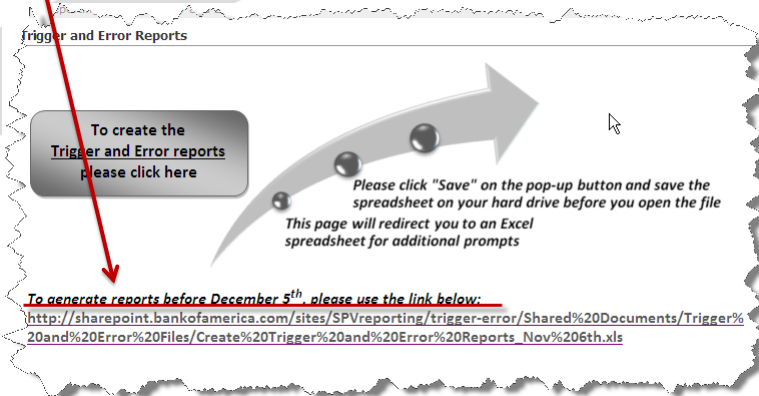 Trigger and Error Reports
To create the
Trigger and Error reports
please click here
Please click "Save" on the pop-up button and save the
spreadsheet on your hard drive before you open the file
This page will redirect you to an Excel
spreadsheet for additional prompts
To generate reports before December 5th, please use the link below:
http://sharepoint.bankofamerica.com/sites/SPVreporting/trigger-error/Shared%20Documents/Trigger%
20and%20Error%20Files/Create%20Trigger%20and%20Error%20Reports_Nov%206th.xls